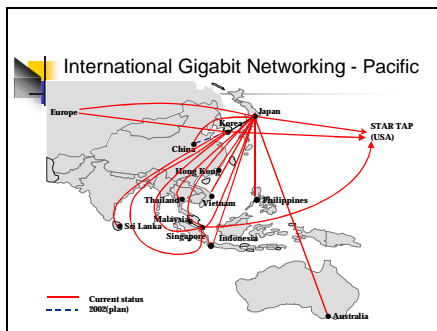 International Gigabit Networking - Pacific
Europe
Japan
Korea
STAR TAP
(USA)
China
Hong Kong
Thailand
Vietnam
Philippines
Malaysia
Sri Lanka
Singapore
Indonesia
Current status
2002(plan)
Australia